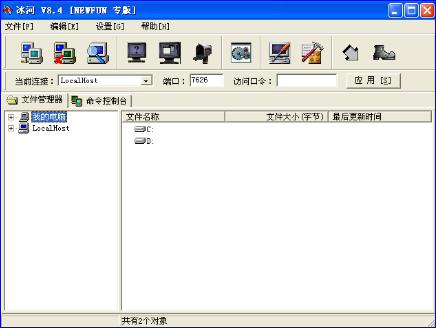 冰河 V8.4 [NEWFUN 专版]
文件[F] 编辑[E] 设置[G] 帮助[H]
当前连接: LocalHost 端口: 7626 访问口令: 应用[S]
文件管理器 命令控制台
我的电脑
LocalHost
文件名称 文件大小(字节) 最后更新时间
C:
D:
共有2个对象